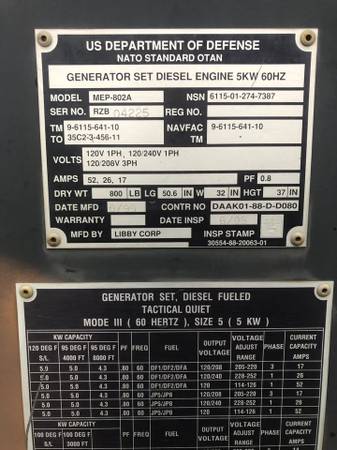 US DEPARTMENT OF DEFENSE
NATO STANDARD OTAN
GENERATOR SET DIESEL ENGINE 5KW 60HZ
MODEL MEP-802A NSN 6115-01-274-7387
SER NO. RZB 04225 REG NO.
TM 9-6115-641-10 NAVFAC 9-6115-641-10
TO 35C2-3-456-11 TM
VOLTS 120V 1PH, 120/240V 1PH
120/208V 3PH
AMPS 52, 26, 17 PF 0.8
DRY WT 800 LB LG 50.6 IN W 32 IN HGT 37 IN
DATE MFD CONTR NO DAAK01-88-D-D080
WARRANTY DATE INSP
MFD BY LIBBY CORP INSP STAMP
30554-88-20063-01
GENERATOR SET, DIESEL FUELED
TACTICAL QUIET
MODE III ( 60 HERTZ ), SIZE 5 ( 5 KW )
KW CAPACITY PF FREQ FUEL OUTPUT VOLTAGE VOLTAGE ADJUST RANGE PHASE CURRENT CAPACITY AMPS
120 DEG F S/L 95 DEG F 4000 FT 95 DEG F 8000 FT
5.0 5.0 4.3 .80 60 DF1/DF2/DFA 120/208 205-220 3 17
5.0 5.0 4.3 .80 60 DF1/DF2/DFA 120/240 228-252 1 26
5.0 5.0 4.3 .80 60 DF1/DF2/DFA 120 114-126 1 52
5.0 5.0 4.3 .80 60 JP5/JP8 120/208 205-220 3 17
5.0 5.0 4.3 .80 60 JP5/JP8 120/240 228-252 1 26
5.0 5.0 4.3 .80 60 JP5/JP8 120 114-126 1 52
KW CAPACITY PF FREQ FUEL OUTPUT VOLTAGE VOLTAGE ADJUST RANGE PHASE CURRENT CAPACITY AMPS
100 DEG F 100 DEG F